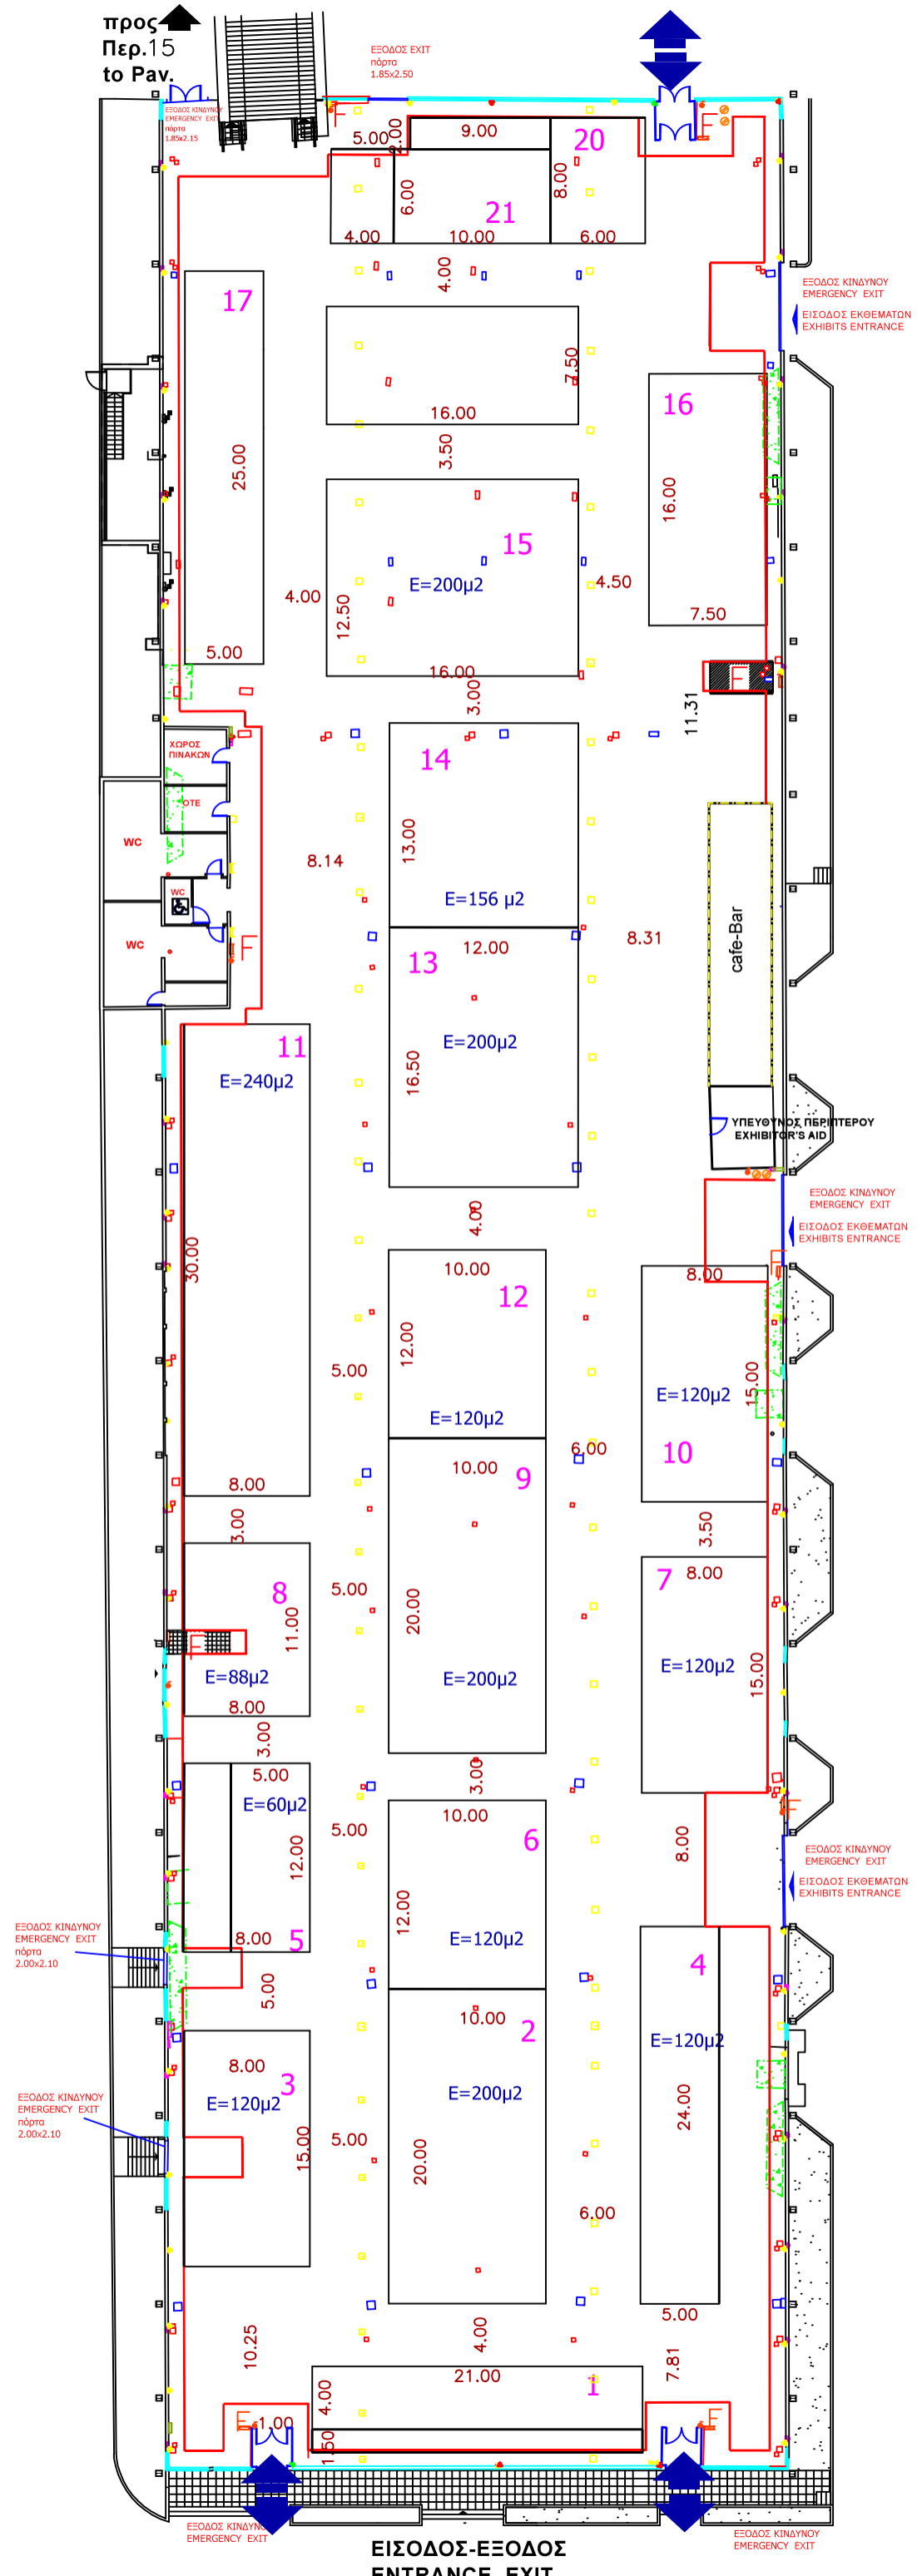 προς
Περ.15
to Pav.
ΕΞΟΔΟΣ EXIT
πόρτα
1.85x2.50
ΕΞΟΔΟΣ ΚΙΝΔΥΝΟΥ
EMERGENCY EXIT
πόρτα
1.85x2.15
F
F
5.00
2.00
9.00
20
6.00
8.00
21
4.00
10.00
6.00
4.00
ΕΞΟΔΟΣ ΚΙΝΔΥΝΟΥ
EMERGENCY EXIT
ΕΙΣΟΔΟΣ ΕΚΘΕΜΑΤΩΝ
EXHIBITS ENTRANCE
17
7.50
16.00
16
3.50
25.00
16.00
15
E=200μ2
4.00
12.50
4.50
7.50
5.00
16.00
3.00
F
11.31
ΧΩΡΟΣ
ΠΙΝΑΚΩΝ
14
OTE
WC
13.00
8.14
WC
E=156 μ2
cafe-Bar
WC
F
12.00
8.31
13
E=200μ2
16.50
11
E=240μ2
ΥΠΕΥΘΥΝΟΣ ΠΕΡΙΠΤΕΡΟΥ
EXHIBITOR'S AID
ΕΞΟΔΟΣ ΚΙΝΔΥΝΟΥ
EMERGENCY EXIT
4.00
ΕΙΣΟΔΟΣ ΕΚΘΕΜΑΤΩΝ
EXHIBITS ENTRANCE
30.00
F
10.00
8.00
12
12.00
5.00
15.00
E=120μ2
E=120μ2
6.00
10
10.00
9
8.00
3.00
3.50
8
5.00
8.00
7
11.00
20.00
F
E=88μ2
E=200μ2
E=120μ2
15.00
8.00
3.00
5.00
3.00
E=60μ2
10.00
F
5.00
6
8.00
12.00
ΕΞΟΔΟΣ ΚΙΝΔΥΝΟΥ
EMERGENCY EXIT
ΕΙΣΟΔΟΣ ΕΚΘΕΜΑΤΩΝ
EXHIBITS ENTRANCE
12.00
ΕΞΟΔΟΣ ΚΙΝΔΥΝΟΥ
EMERGENCY EXIT
πόρτα
2.00x2.10
8.00
5
E=120μ2
4
5.00
10.00
2
E=120μ2
8.00
3
E=120μ2
E=200μ2
ΕΞΟΔΟΣ ΚΙΝΔΥΝΟΥ
EMERGENCY EXIT
πόρτα
2.00x2.10
24.00
15.00
5.00
20.00
6.00
5.00
10.25
4.00
7.81
21.00
1
4.00
F
1.00
F
1.50
ΕΞΟΔΟΣ ΚΙΝΔΥΝΟΥ
EMERGENCY EXIT
ΕΞΟΔΟΣ ΚΙΝΔΥΝΟΥ
EMERGENCY EXIT
ΕΙΣΟΔΟΣ-ΕΞΟΔΟΣ
ENTRANCE EXIT